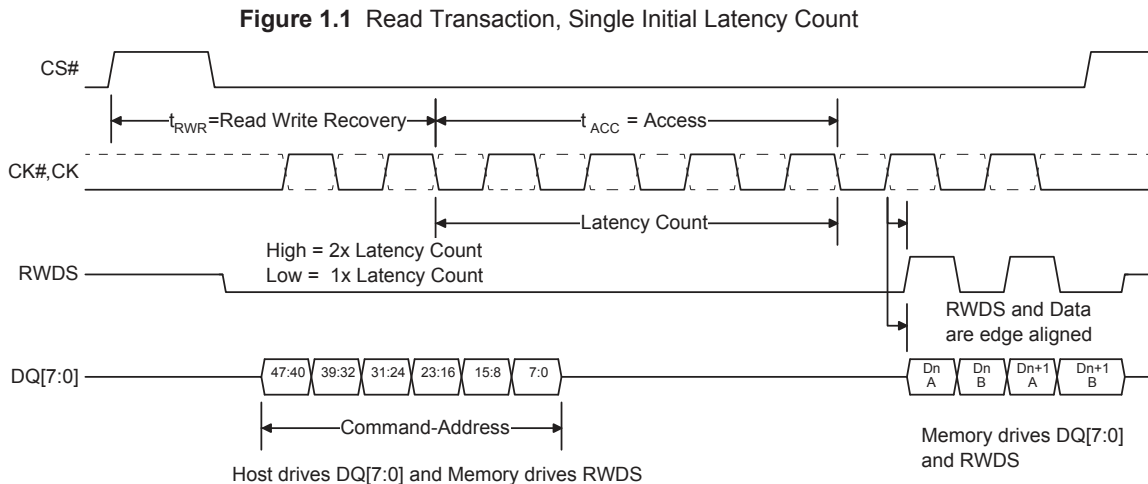 Figure 1.1 Read Transaction, Single Initial Latency Count
CS#
tRWR=Read Write Recovery
tACC = Access
CK#,CK
Latency Count
High = 2x Latency Count
Low = 1x Latency Count
RWDS
RWDS and Data
are edge aligned
DQ[7:0]
47:40 39:32 31:24 23:16 15:8 7:0
Dn Dn Dn+1 Dn+1
A B A B
Command-Address
Memory drives DQ[7:0]
and RWDS
Host drives DQ[7:0] and Memory drives RWDS